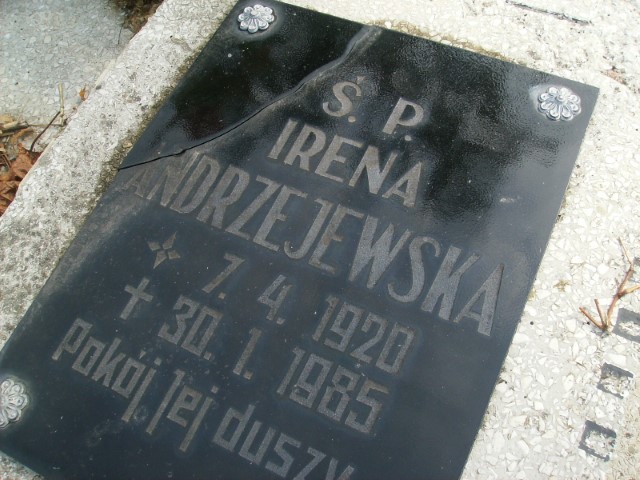 Ś. P.
IRENA
ANDRZEJEWSKA
7. 4. 1920
30. 1. 1985
Pokój jej duszy